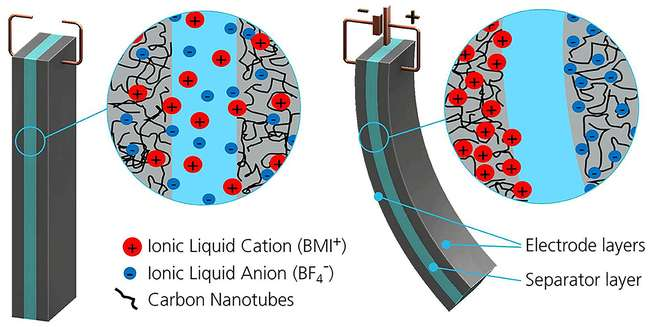 - +
Ionic Liquid Cation (BMI⁺)
Ionic Liquid Anion (BF₄⁻)
Carbon Nanotubes
Electrode layers
Separator layer